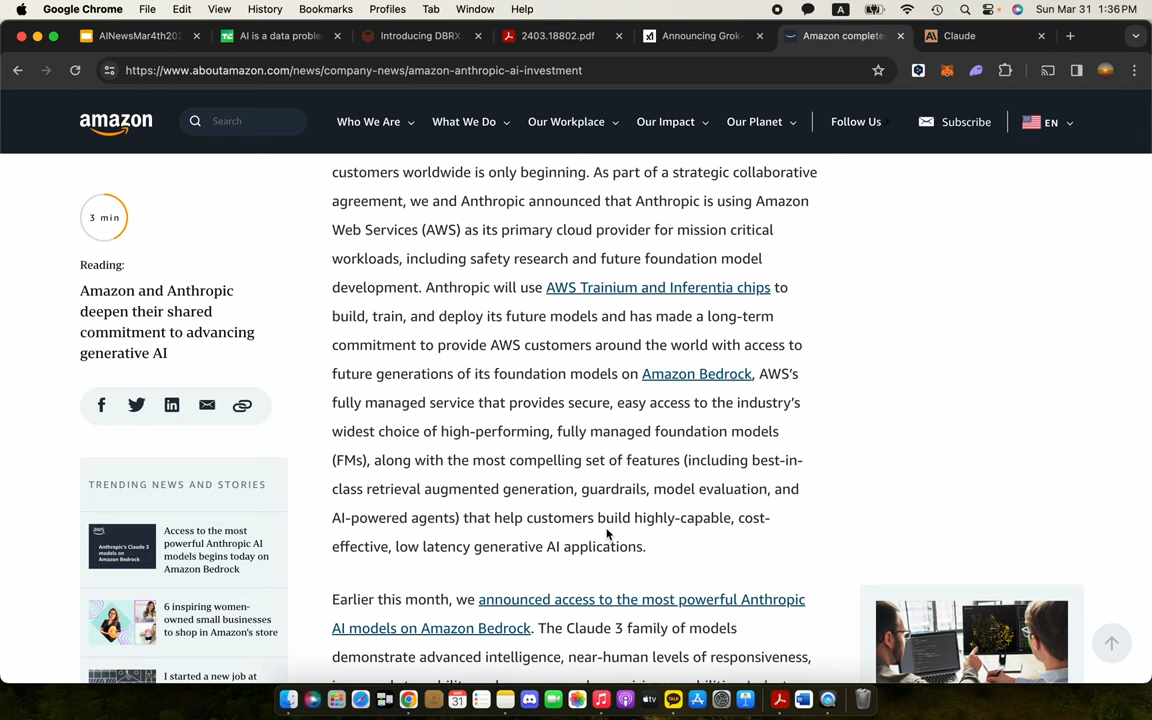 Google Chrome File Edit View History Bookmarks Profiles Tab Window Help A Sun Mar 31 1:36 PM
AINewsMar4th202 AI is a data proble Introducing DBRX: 2403.18802.pdf Announcing Grok- Amazon complete Claude
https://www.aboutamazon.com/news/company-news/amazon-anthropic-ai-investment
amazon Search Who We Are What We Do Our Workplace Our Impact Our Planet Follow Us Subscribe EN
customers worldwide is only beginning. As part of a strategic collaborative
agreement, we and Anthropic announced that Anthropic is using Amazon
Web Services (AWS) as its primary cloud provider for mission critical
workloads, including safety research and future foundation model
development. Anthropic will use AWS Trainium and Inferentia chips to
build, train, and deploy its future models and has made a long-term
commitment to provide AWS customers around the world with access to
future generations of its foundation models on Amazon Bedrock, AWS's
fully managed service that provides secure, easy access to the industry's
widest choice of high-performing, fully managed foundation models
(FMs), along with the most compelling set of features (including best-in-
class retrieval augmented generation, guardrails, model evaluation, and
AI-powered agents) that help customers build highly-capable, cost-
effective, low latency generative AI applications.
Earlier this month, we announced access to the most powerful Anthropic
AI models on Amazon Bedrock. The Claude 3 family of models
demonstrate advanced intelligence, near-human levels of responsiveness,
3 min
Reading:
Amazon and Anthropic
deepen their shared
commitment to advancing
generative AI
TRENDING NEWS AND STORIES
aws
Anthropic's Claude 3
models on
Amazon Bedrock
Access to the most
powerful Anthropic AI
models begins today on
Amazon Bedrock
6 inspiring women-
owned small businesses
to shop in Amazon's store
I started a new job at